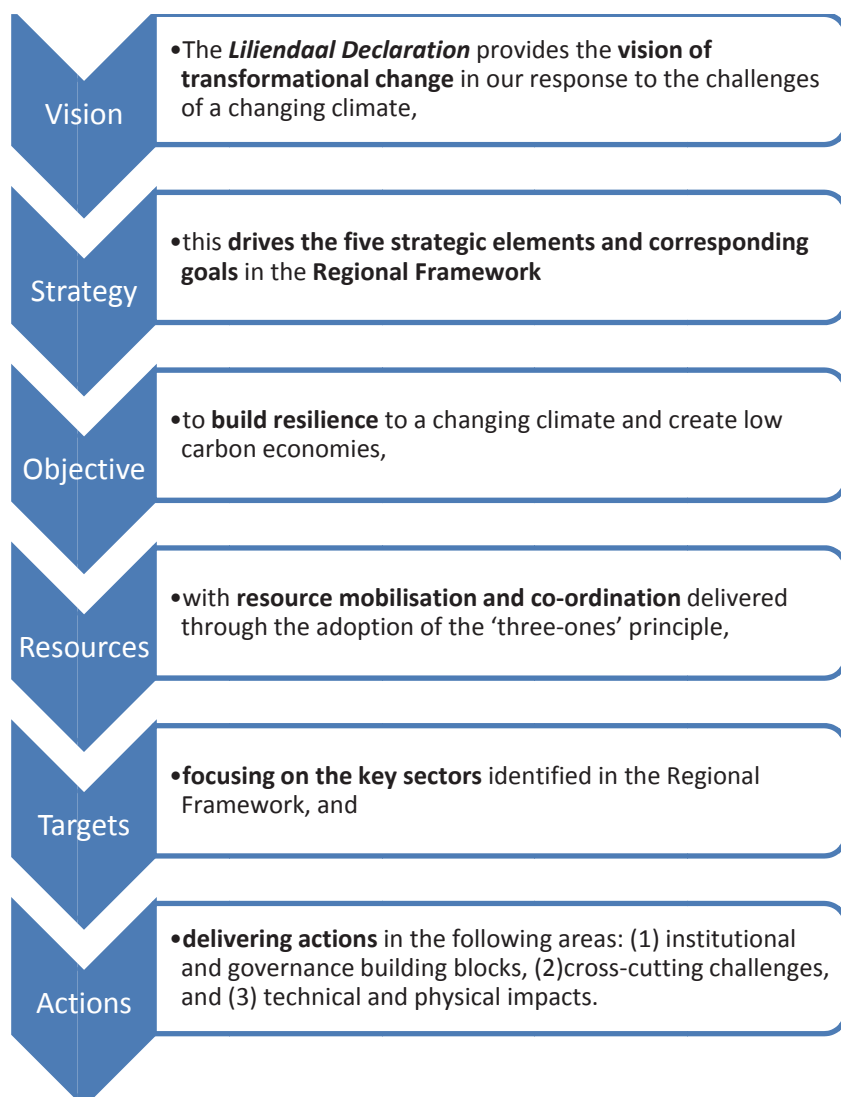 Vision
•The Liliendaal Declaration provides the vision of
transformational change in our response to the challenges
of a changing climate,
Strategy
•this drives the five strategic elements and corresponding
goals in the Regional Framework
Objective
•to build resilience to a changing climate and create low
carbon economies,
Resources
•with resource mobilisation and co-ordination delivered
through the adoption of the ‘three-ones’ principle,
Targets
•focusing on the key sectors identified in the Regional
Framework, and
Actions
•delivering actions in the following areas: (1) institutional
and governance building blocks, (2)cross-cutting challenges,
and (3) technical and physical impacts.